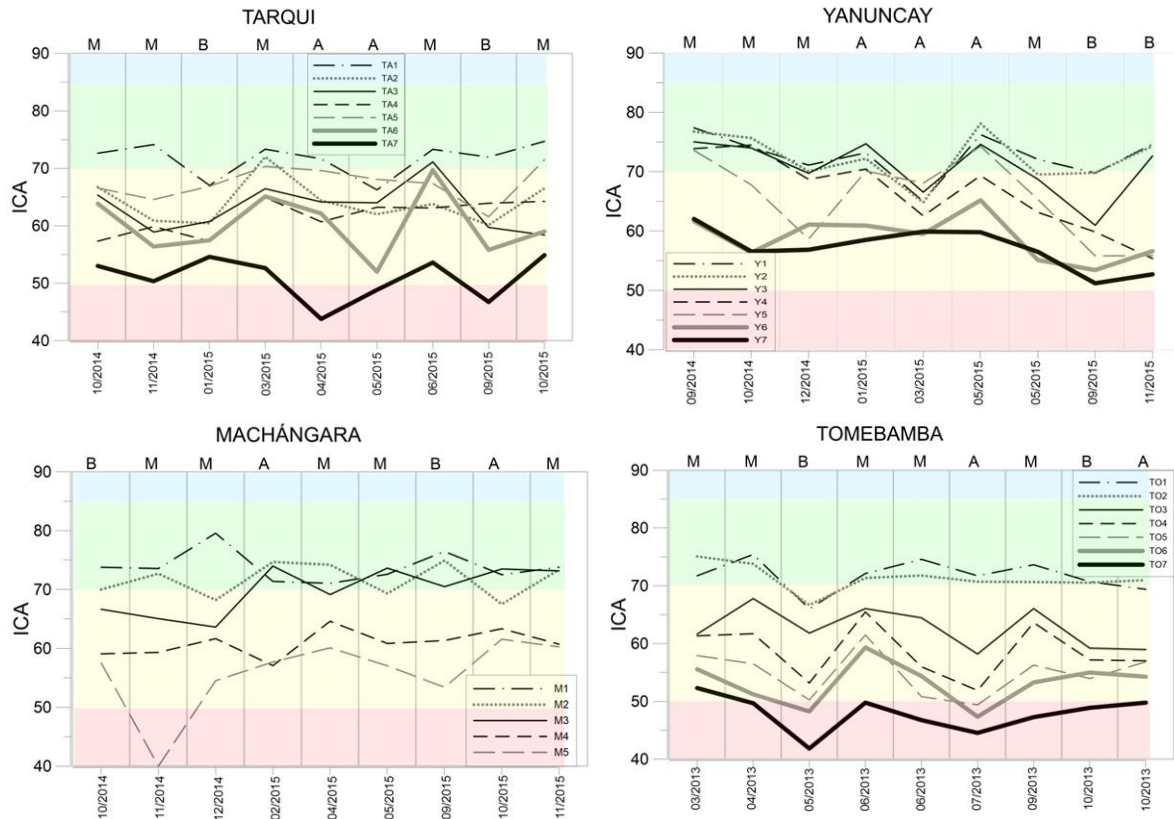 TARQUI
M M B M A A M B M
90
80
70
60
50
40
ICA
TA1
TA2
TA3
TA4
TA5
TA6
TA7
10/2014
11/2014
01/2015
03/2015
04/2015
05/2015
06/2015
09/2015
10/2015
YANUNCAY
M M M A A A M B B
90
80
70
60
50
40
ICA
Y1
Y2
Y3
Y4
Y5
Y6
Y7
09/2014
10/2014
12/2014
01/2015
03/2015
05/2015
05/2015
09/2015
11/2015
MACHÁNGARA
B M M A M M B A M
90
80
70
60
50
40
ICA
M1
M2
M3
M4
M5
10/2014
11/2014
12/2014
02/2015
04/2015
05/2015
09/2015
10/2015
11/2015
TOMEBAMBA
M M B M M A M B A
90
80
70
60
50
40
ICA
TO1
TO2
TO3
TO4
TO5
TO6
TO7
03/2013
04/2013
05/2013
06/2013
06/2013
07/2013
09/2013
10/2013
10/2013